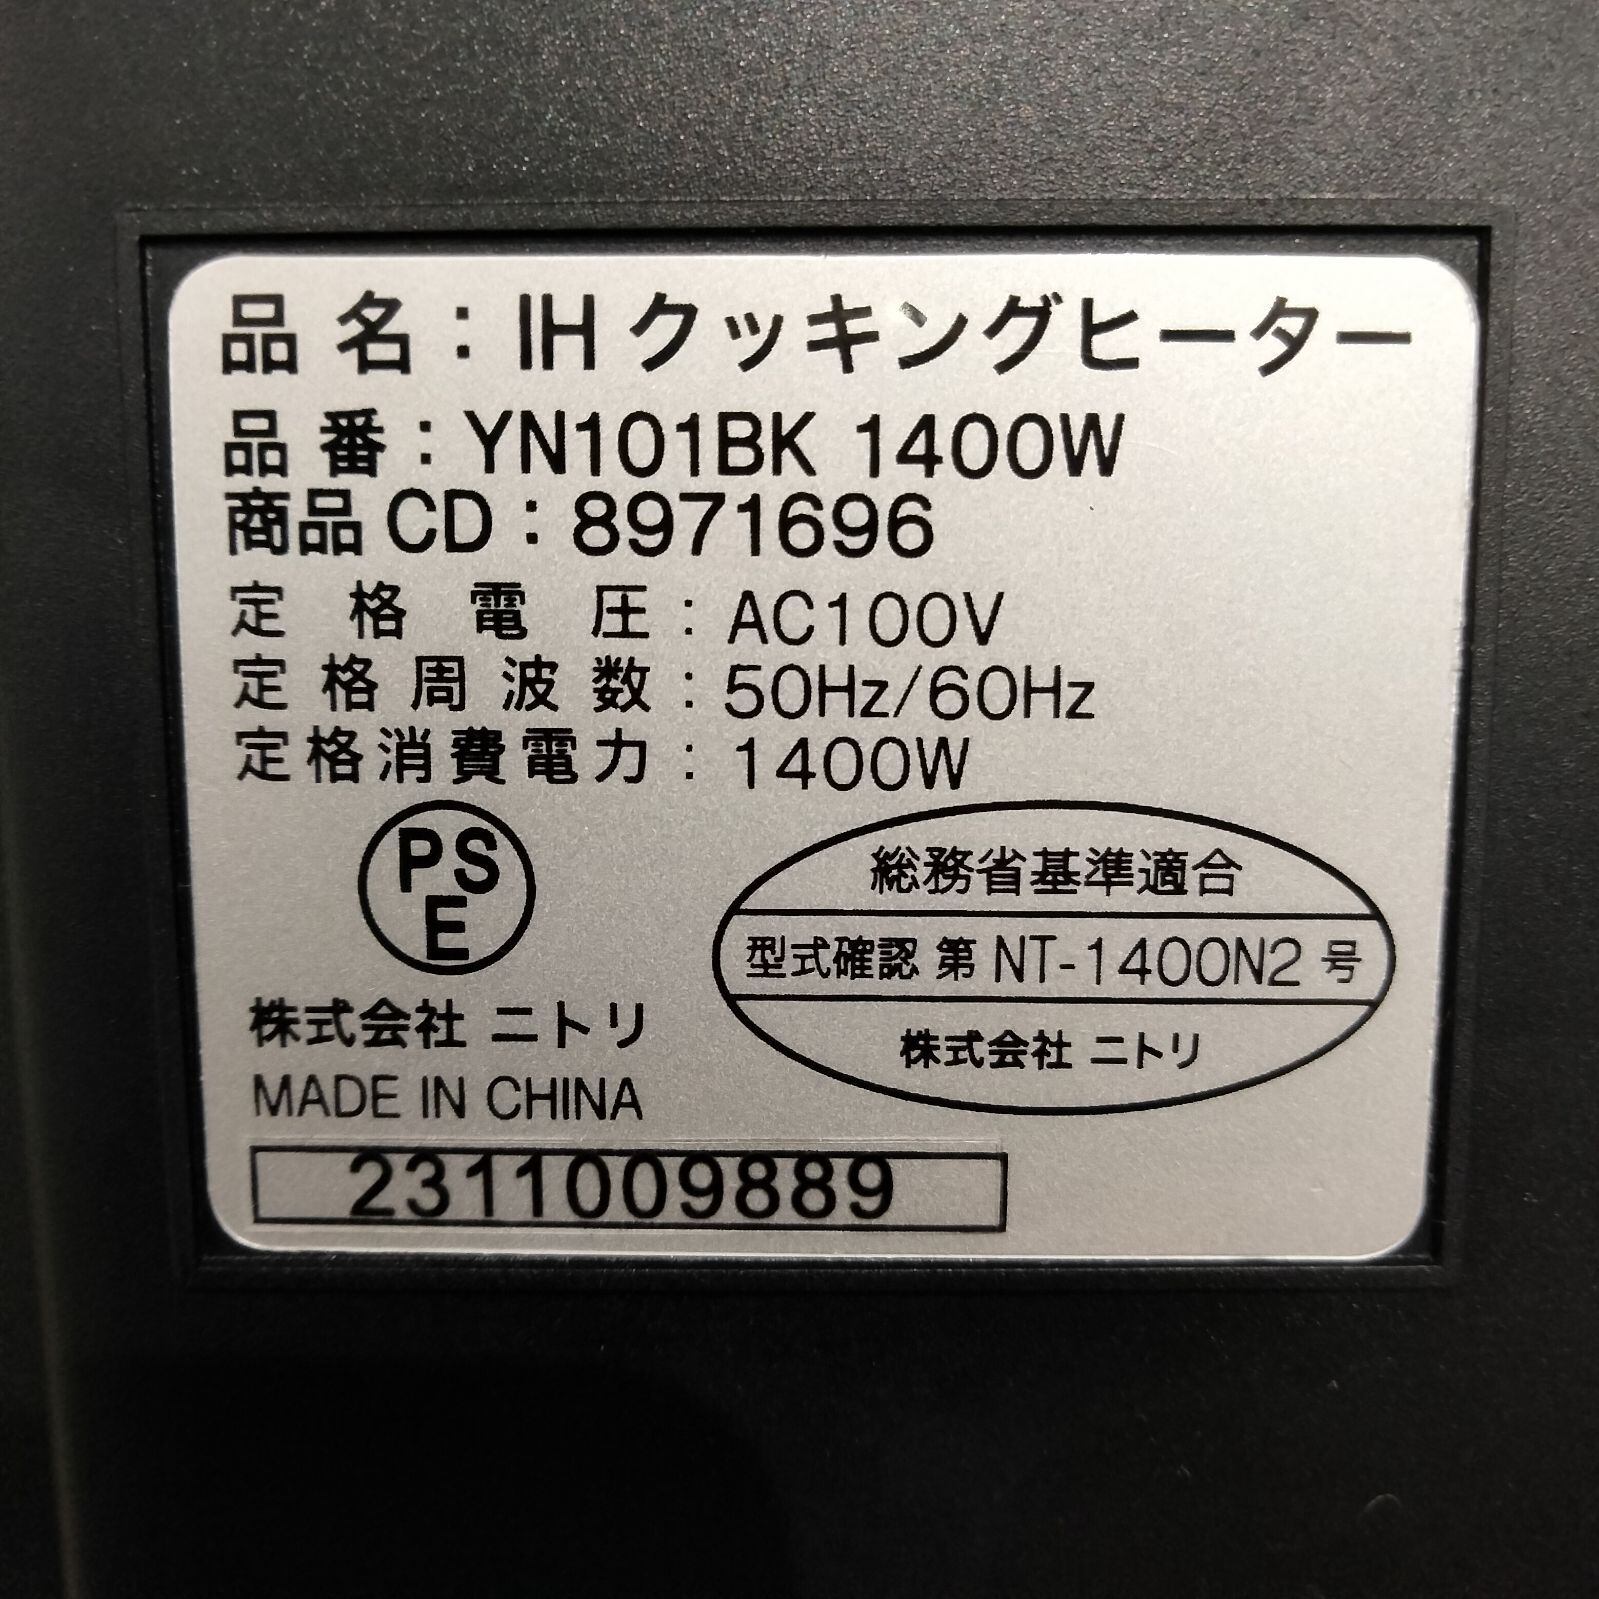 品名：IHクッキングヒーター
品番：YN101BK 1400W
商品CD：8971696
定格電圧：AC100V
定格周波数：50Hz/60Hz
定格消費電力：1400W
PS
E
総務省基準適合
型式確認 第 NT-1400N2 号
株式会社 ニトリ
株式会社 ニトリ
MADE IN CHINA
2311009889